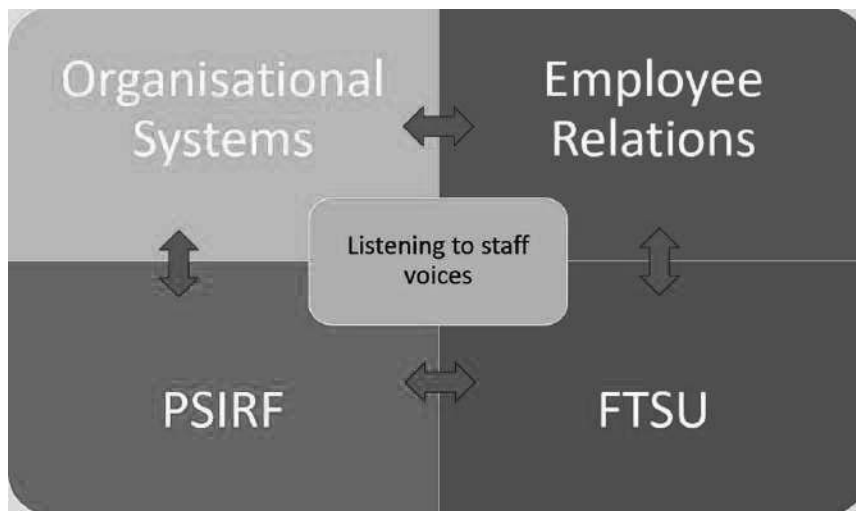 Organisational
Systems
Employee
Relations
Listening to staff
voices
PSIRF
FTSU